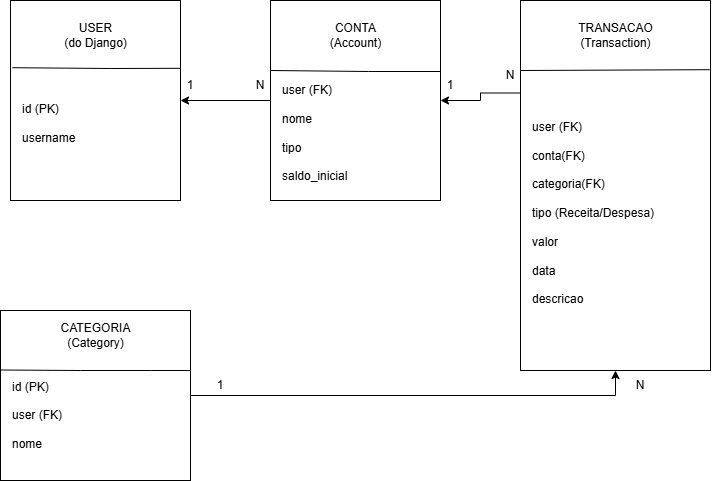 USER
(do Django)
id (PK)
username
1
N
CONTA
(Account)
user (FK)
nome
tipo
saldo_inicial
1
N
TRANSACAO
(Transaction)
user (FK)
conta(FK)
categoria(FK)
tipo (Receita/Despesa)
valor
data
descricao
CATEGORIA
(Category)
id (PK)
user (FK)
nome
1
N